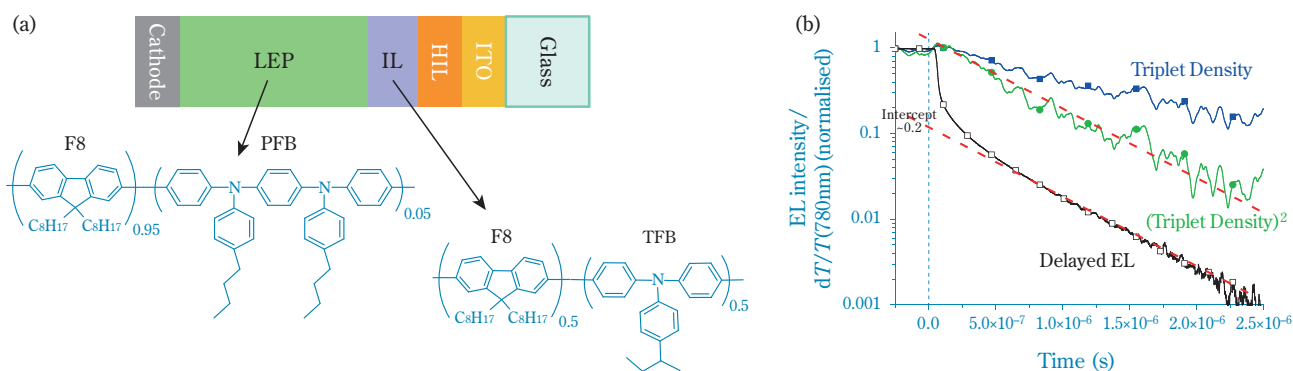 (a)
Cathode
LEP
IL
HIL
ITO
Glass
F8
PFB
N
N
C8H17
C8H17
0.95
0.05
F8
TFB
N
C8H17
C8H17
0.5
0.5
(b)
EL intensity/
dT/T(780nm) (normalised)
1
0.1
0.01
0.001
Triplet Density
Intercept
~0.2
(Triplet Density)²
Delayed EL
0.0
5.0×10⁻⁷
1.0×10⁻⁶
1.5×10⁻⁶
2.0×10⁻⁶
2.5×10⁻⁶
Time (s)